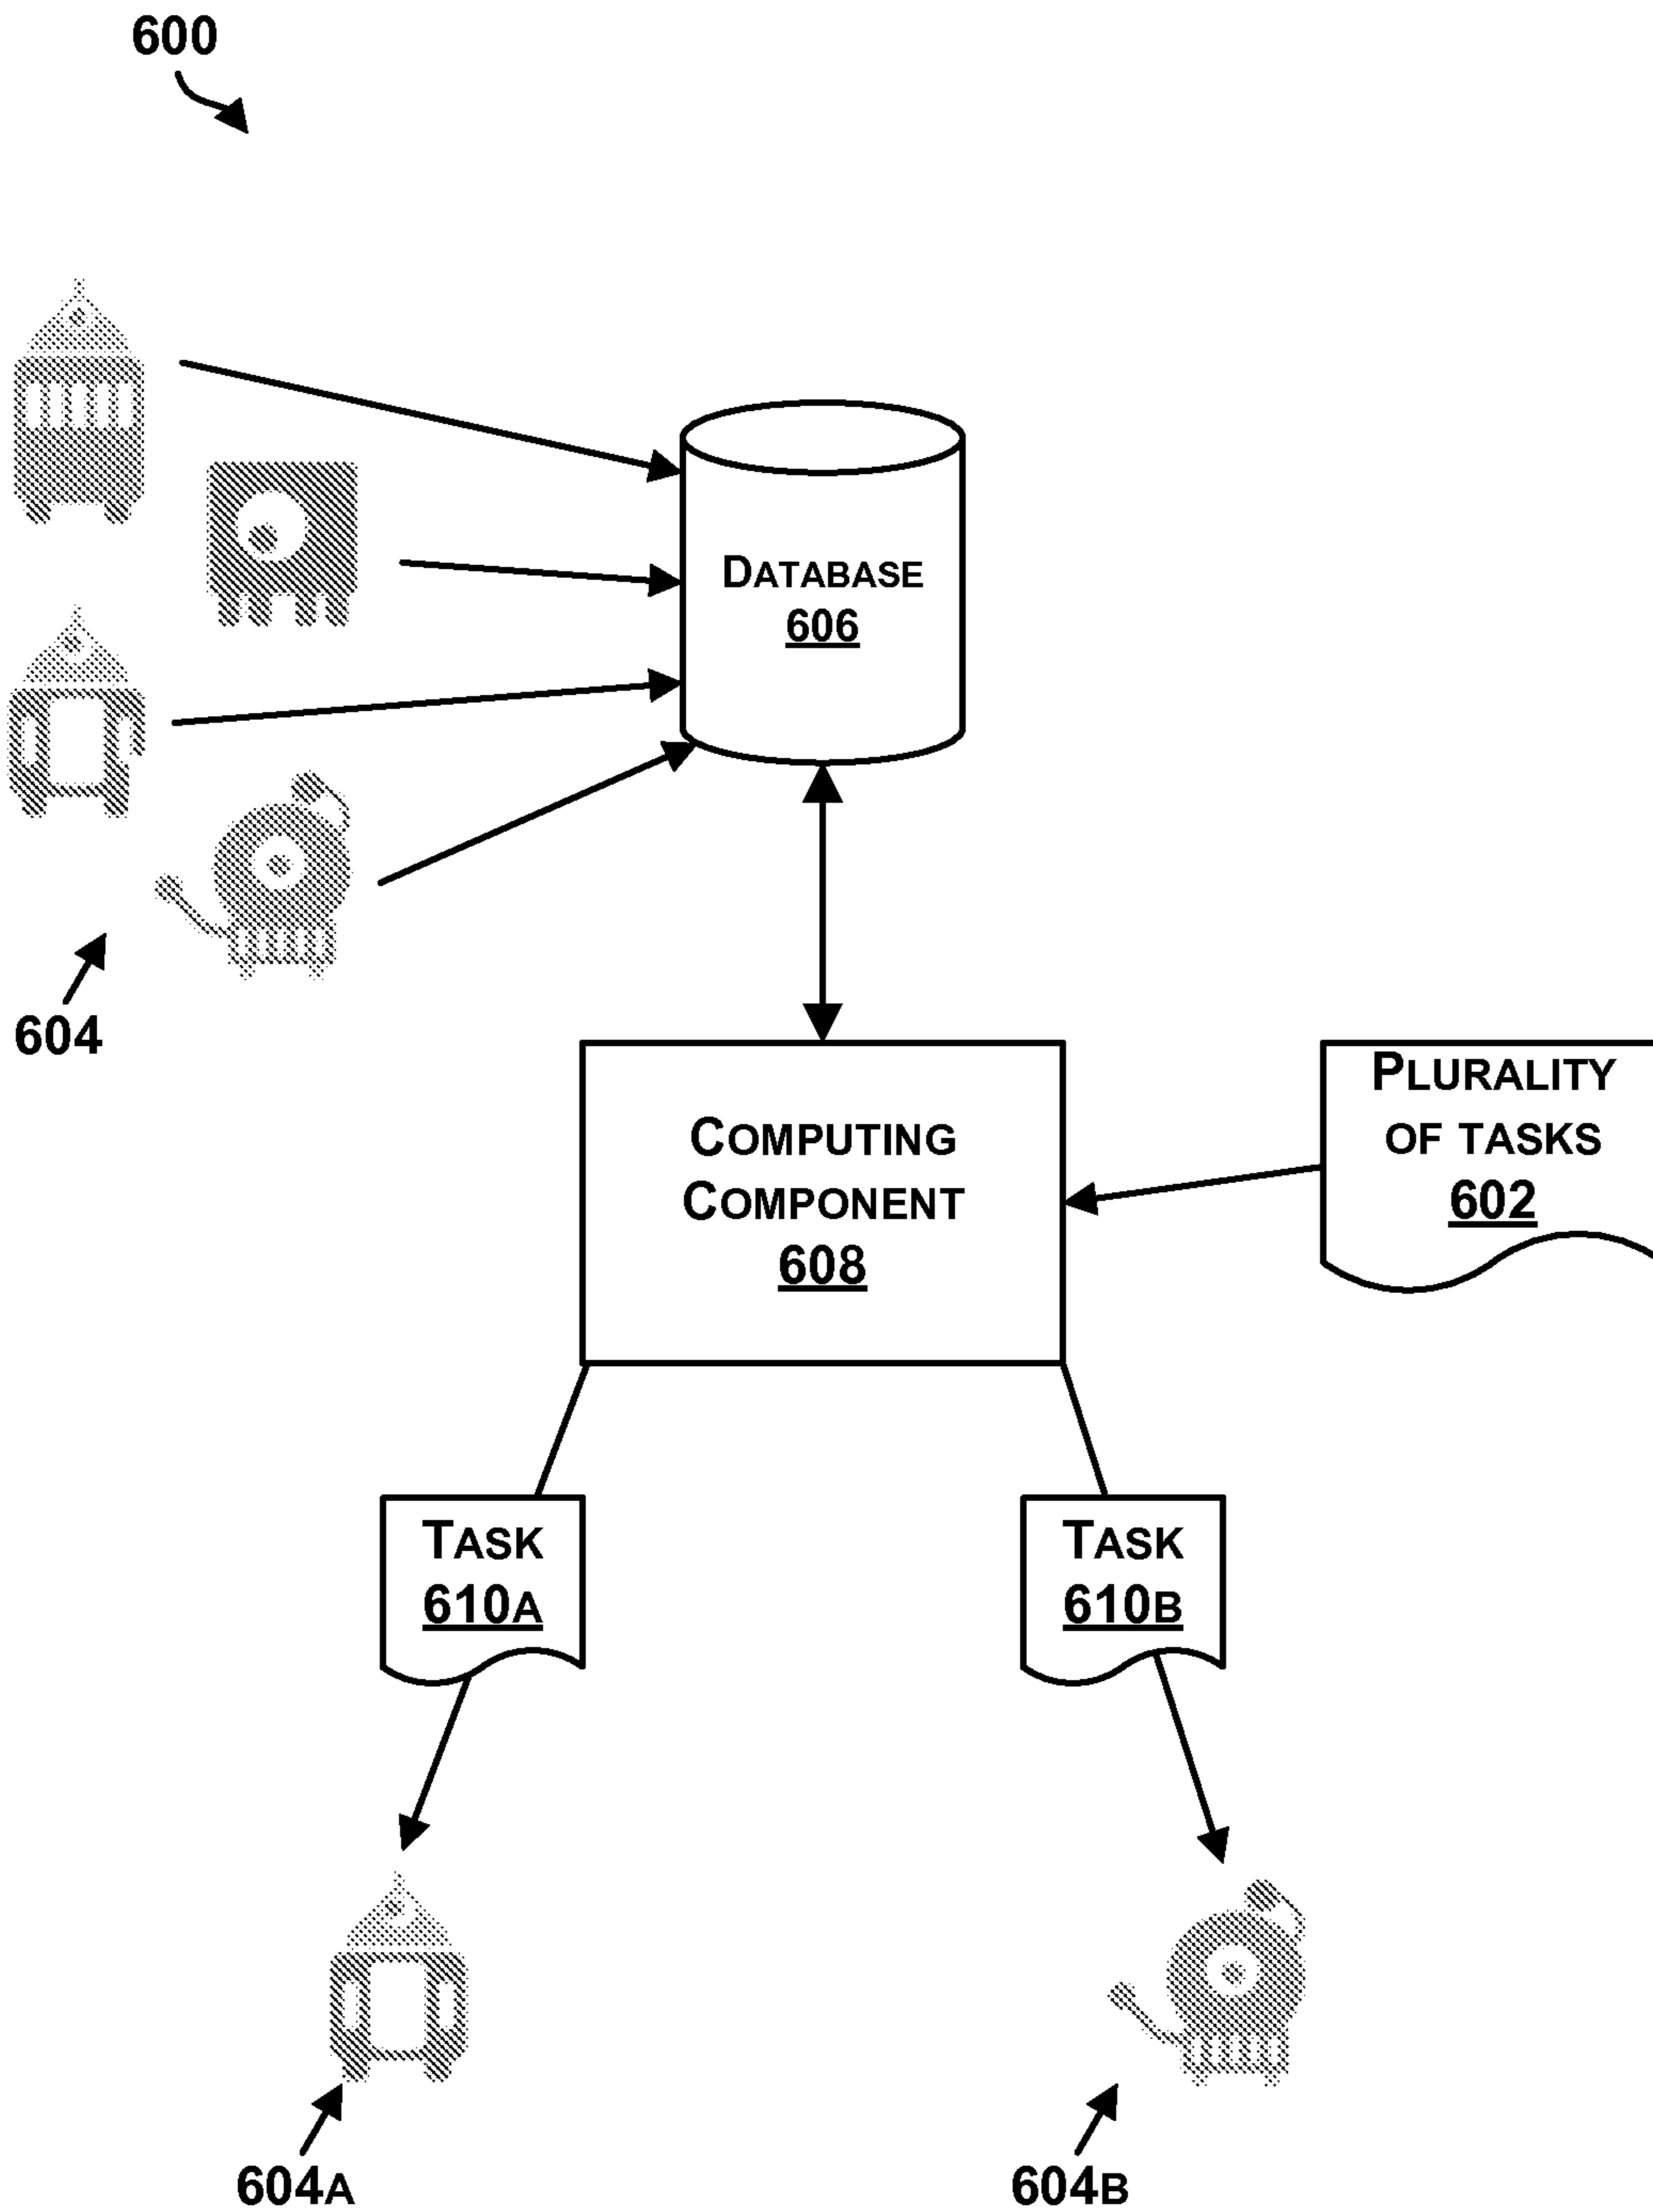 600
DATABASE
606
604
COMPUTING
COMPONENT
608
PLURALITY
OF TASKS
602
TASK
610A
TASK
610B
604A
604B